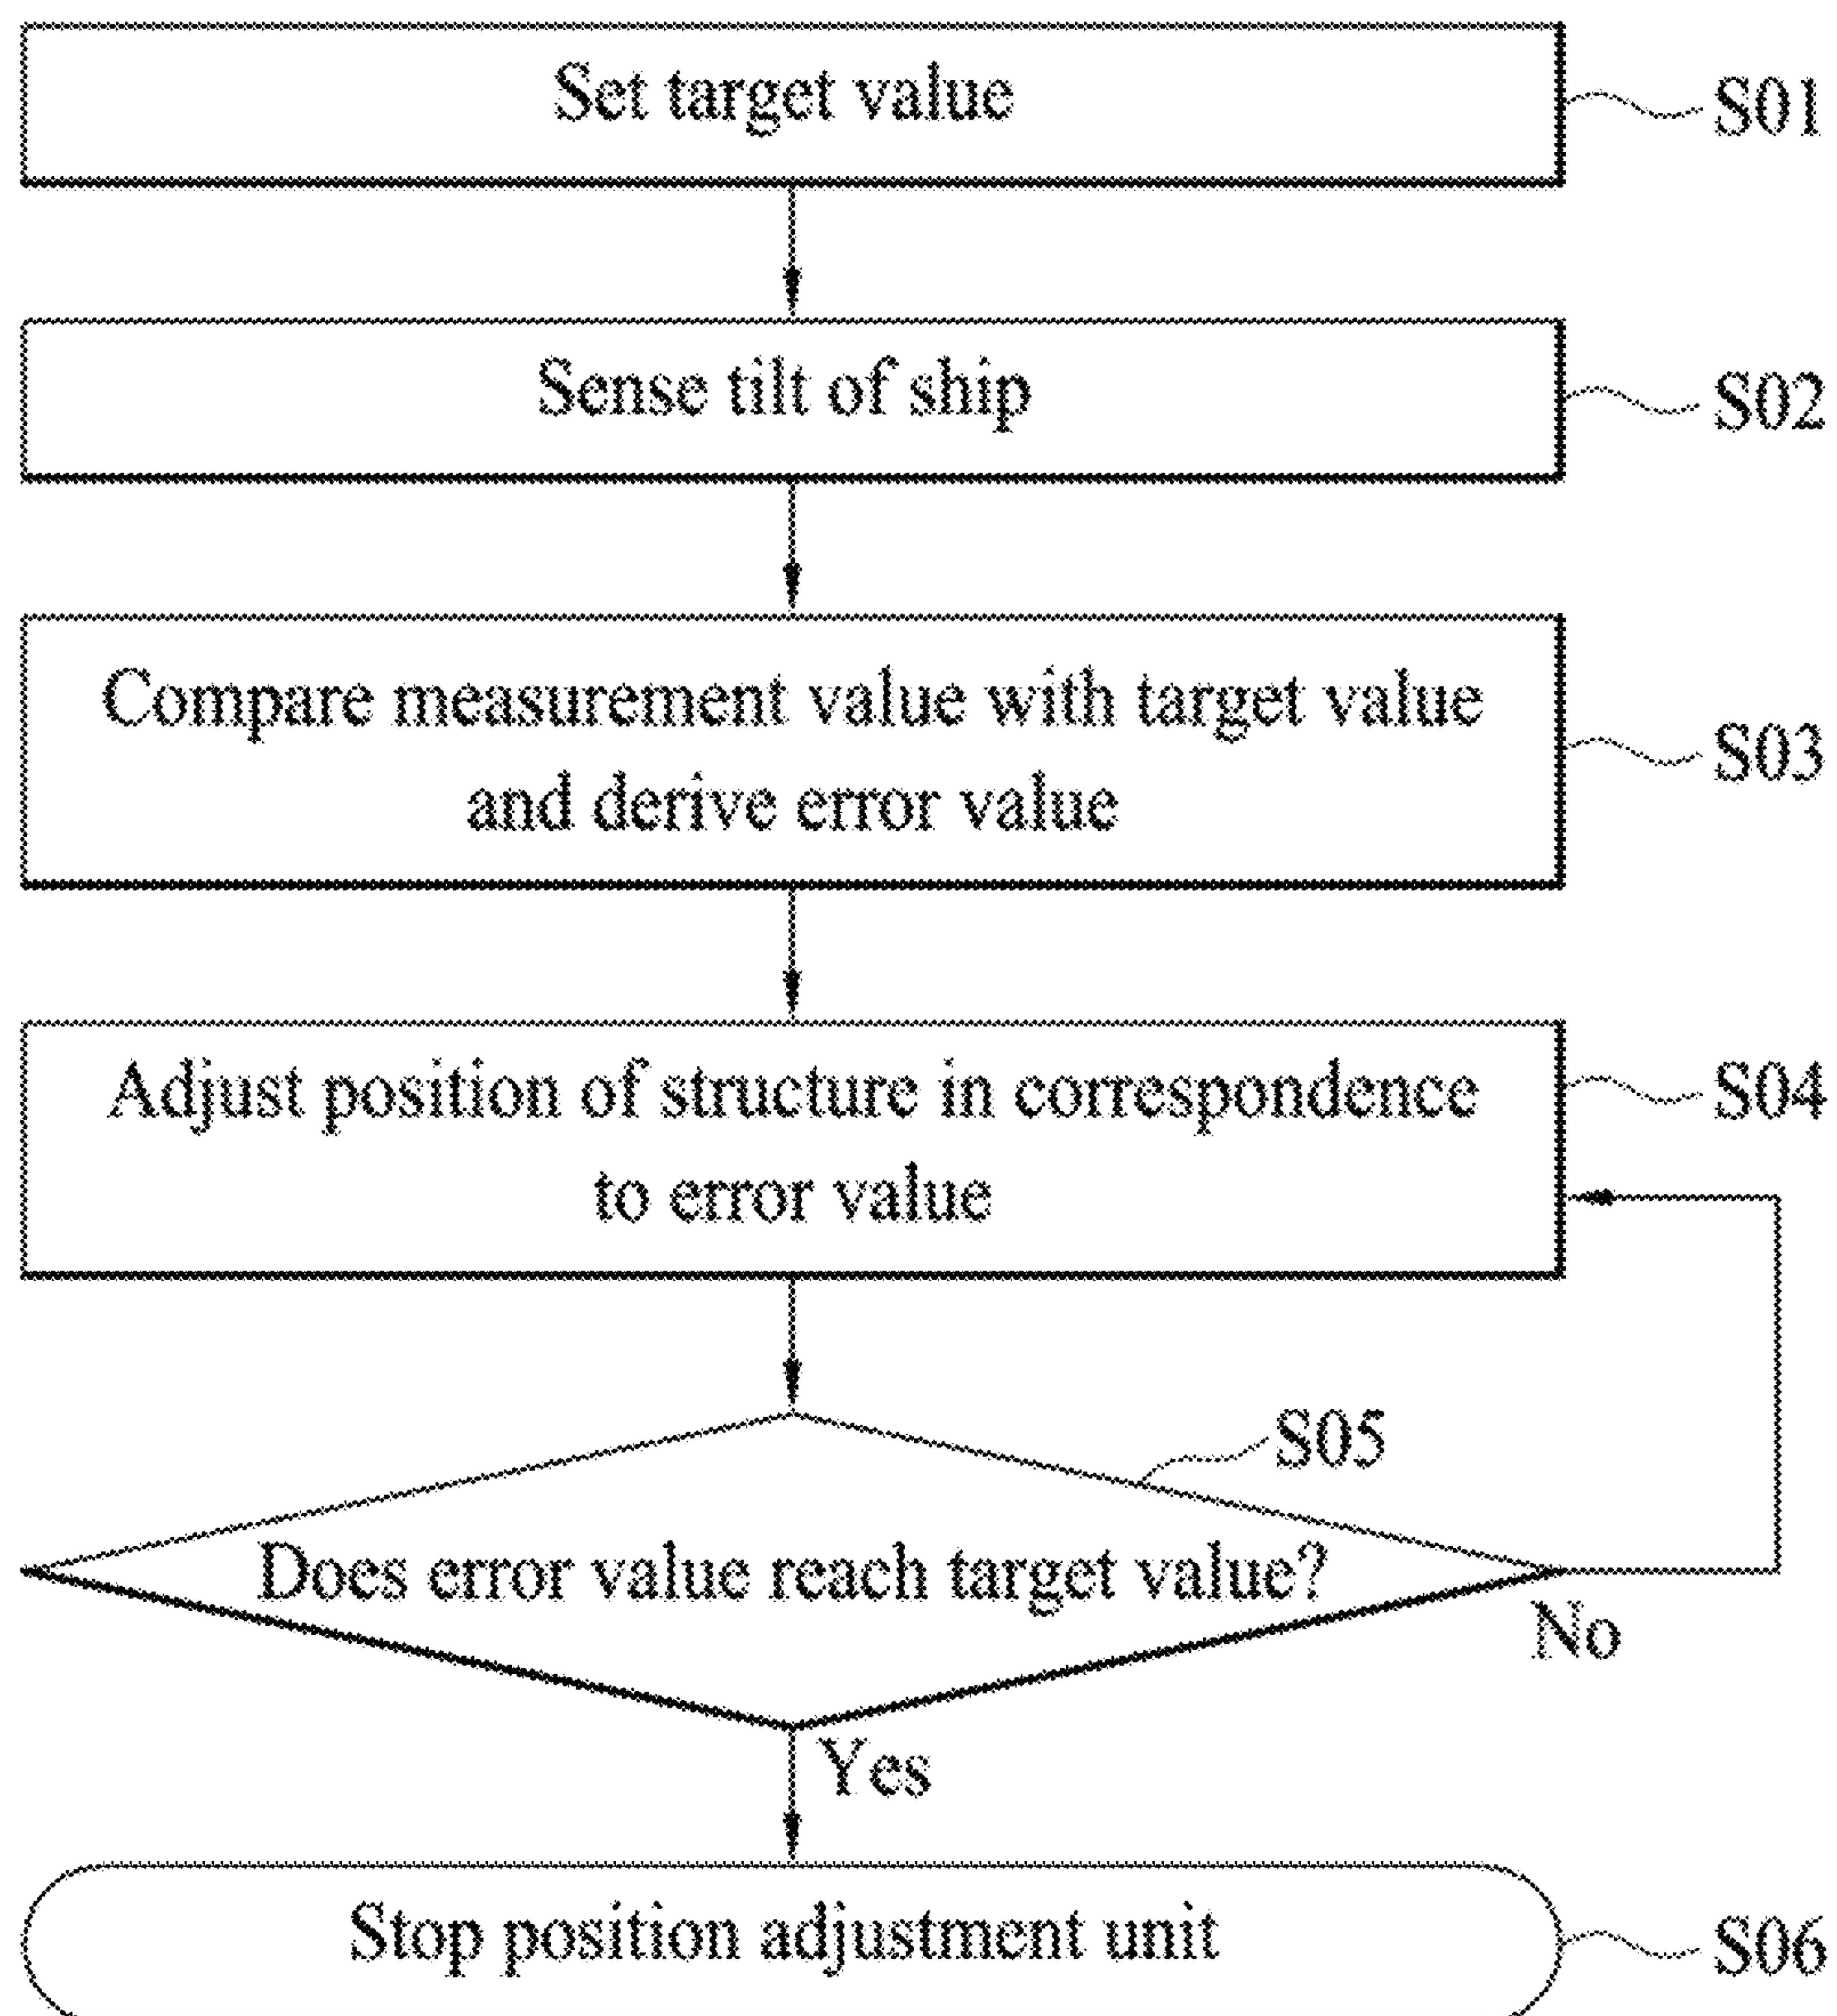 Set target value
S01
Sense tilt of ship
S02
Compare measurement value with target value
and derive error value
S03
Adjust position of structure in correspondence
to error value
S04
S05
Does error value reach target value?
No
Yes
Stop position adjustment unit
S06